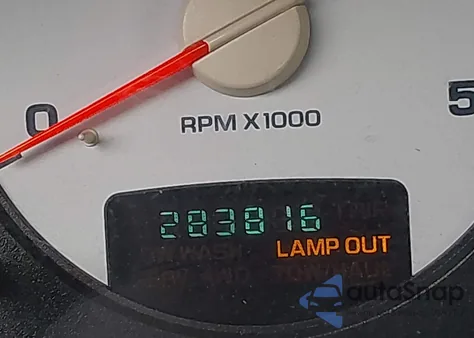 0
5
RPM X1000
283816
LAMP OUT
autoSnap